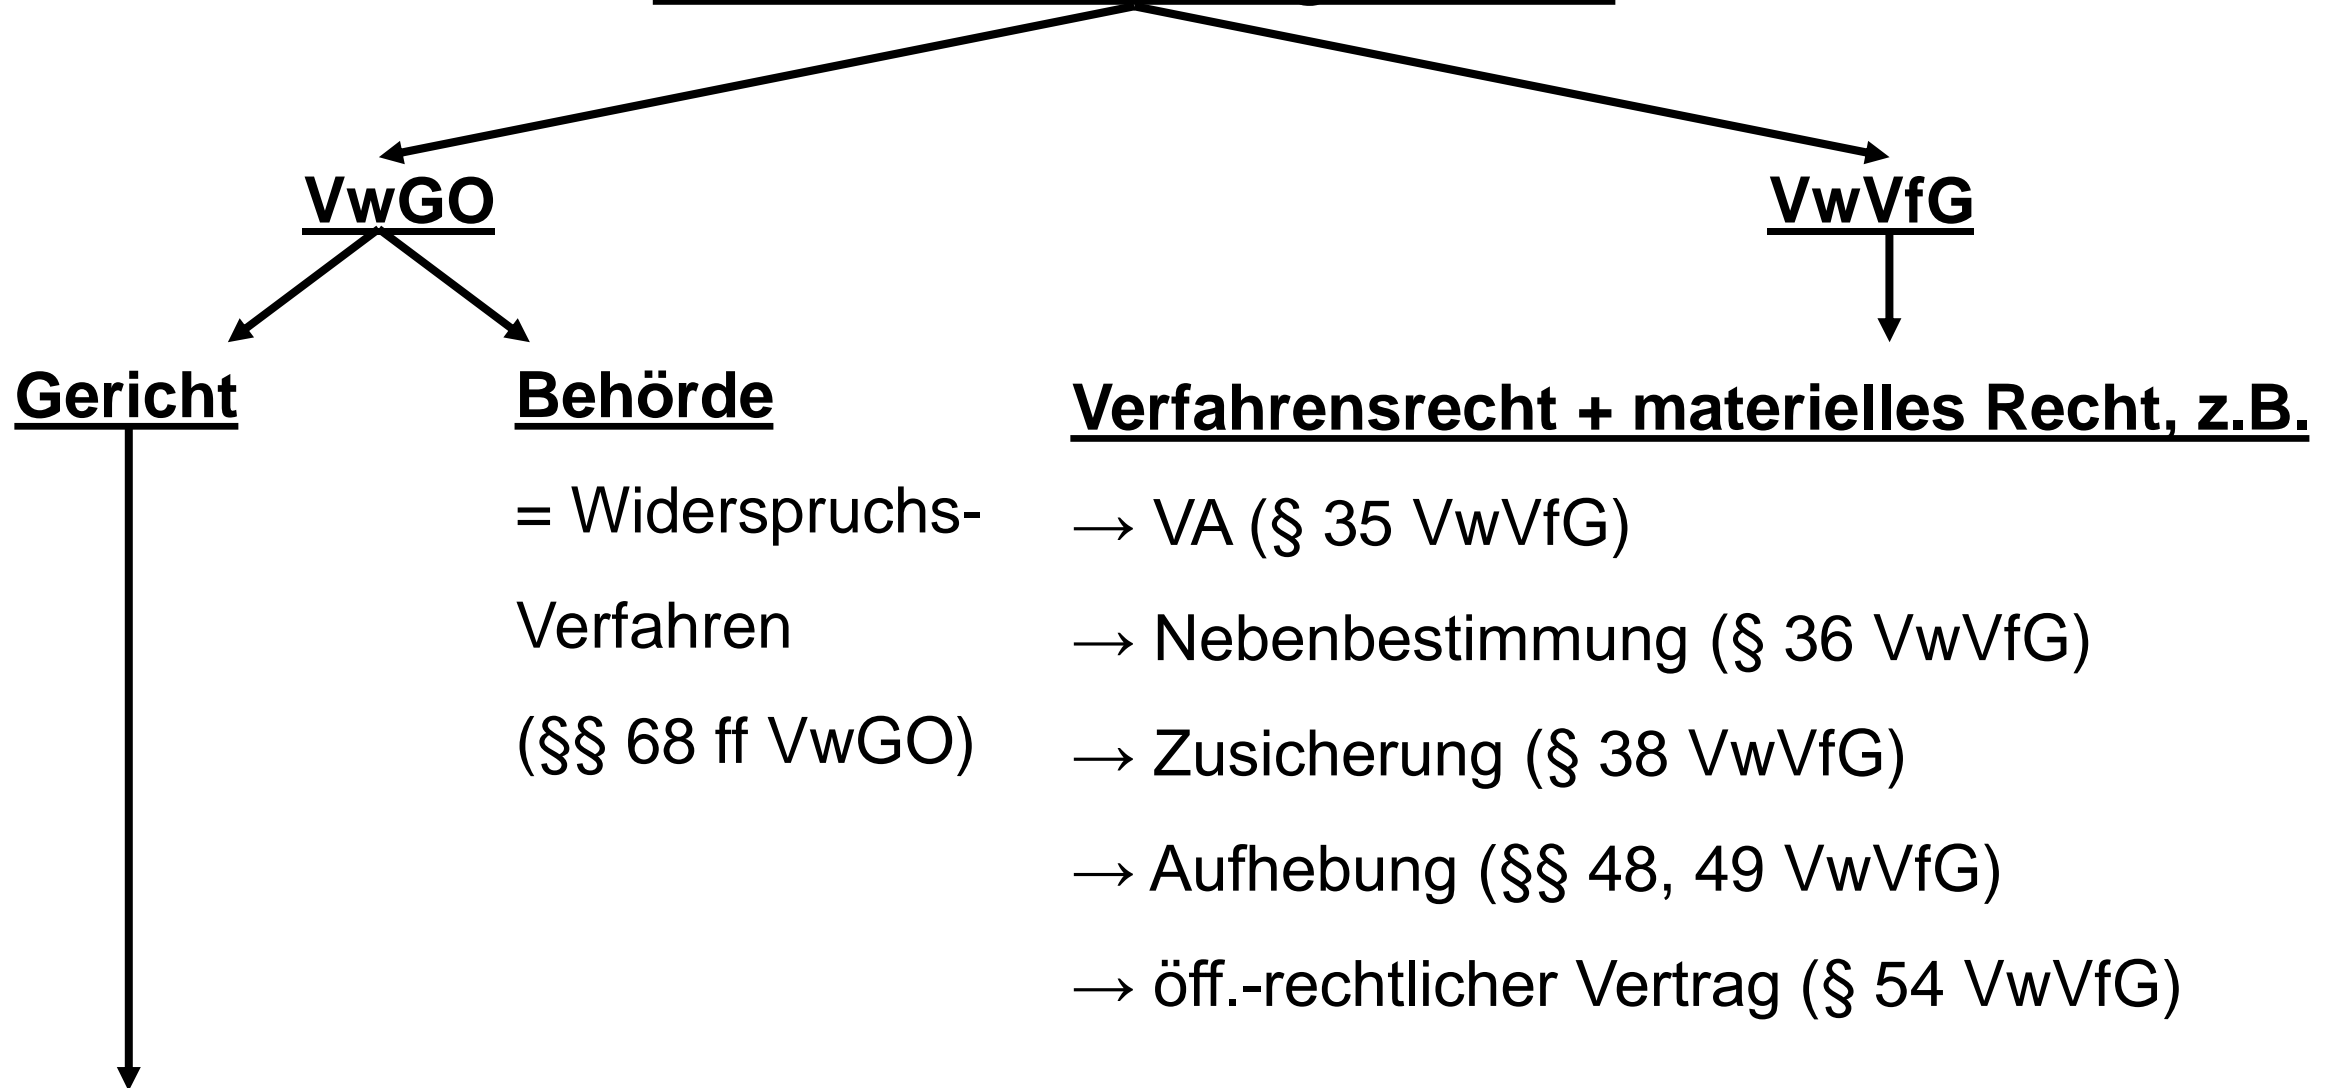 VwGO
VwVfG
Gericht
Behörde
= Widerspruchs-
Verfahren
(§§ 68 ff VwGO)
Verfahrensrecht + materielles Recht, z.B.
→ VA (§ 35 VwVfG)
→ Nebenbestimmung (§ 36 VwVfG)
→ Zusicherung (§ 38 VwVfG)
→ Aufhebung (§§ 48, 49 VwVfG)
→ öff.-rechtlicher Vertrag (§ 54 VwVfG)